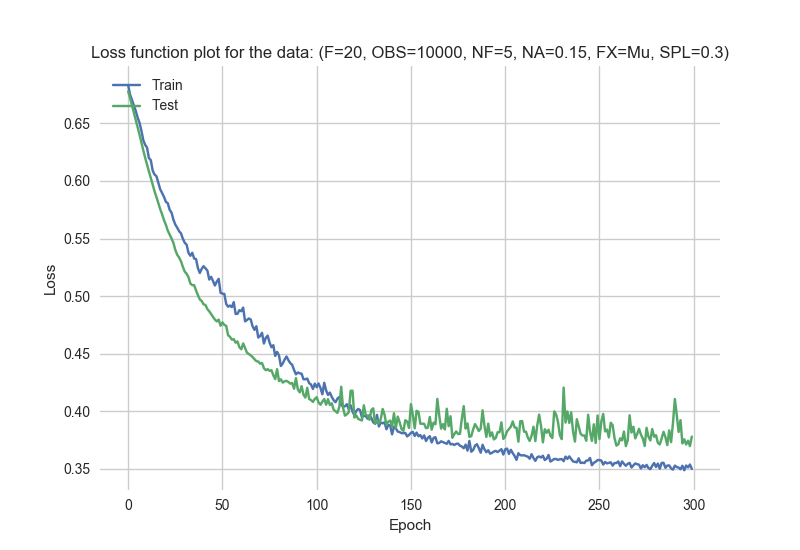 Loss function plot for the data: (F=20, OBS=10000, NF=5, NA=0.15, FX=Mu, SPL=0.3)
Train
Test
0.65
0.60
0.55
0.50
0.45
0.40
0.35
Loss
0 50 100 150 200 250 300
Epoch